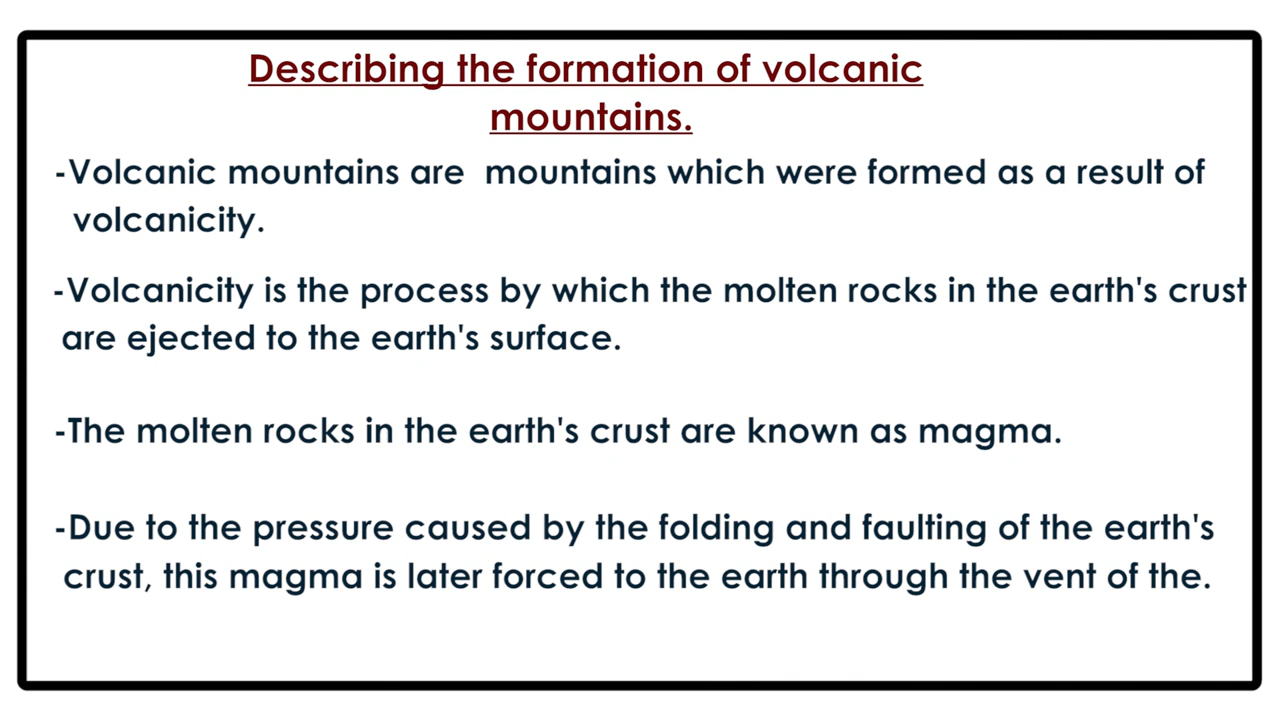 Describing the formation of volcanic
mountains.
-Volcanic mountains are  mountains which were formed as a result of
volcanicity.
-Volcanicity is the process by which the molten rocks in the earth's crust
are ejected to the earth's surface.
-The molten rocks in the earth's crust are known as magma.
-Due to the pressure caused by the folding and faulting of the earth's
crust, this magma is later forced to the earth through the vent of the.